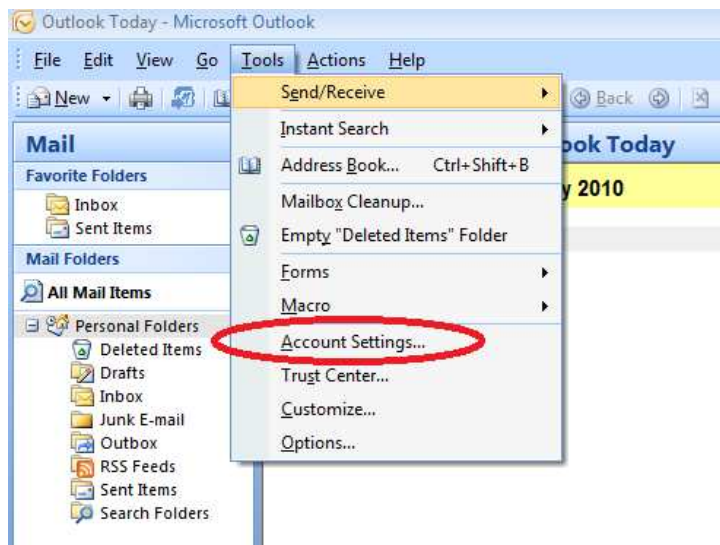 Outlook Today - Microsoft Outlook
File Edit View Go Tools Actions Help
New Back
Send/Receive
Instant Search
Address Book... Ctrl+Shift+B
Mailbox Cleanup...
Empty "Deleted Items" Folder
Forms
Macro
Account Settings...
Trust Center...
Customize...
Options...
Mail
Favorite Folders
Inbox
Sent Items
Mail Folders
All Mail Items
Personal Folders
Deleted Items
Drafts
Inbox
Junk E-mail
Outbox
RSS Feeds
Sent Items
Search Folders
ook Today
y 2010